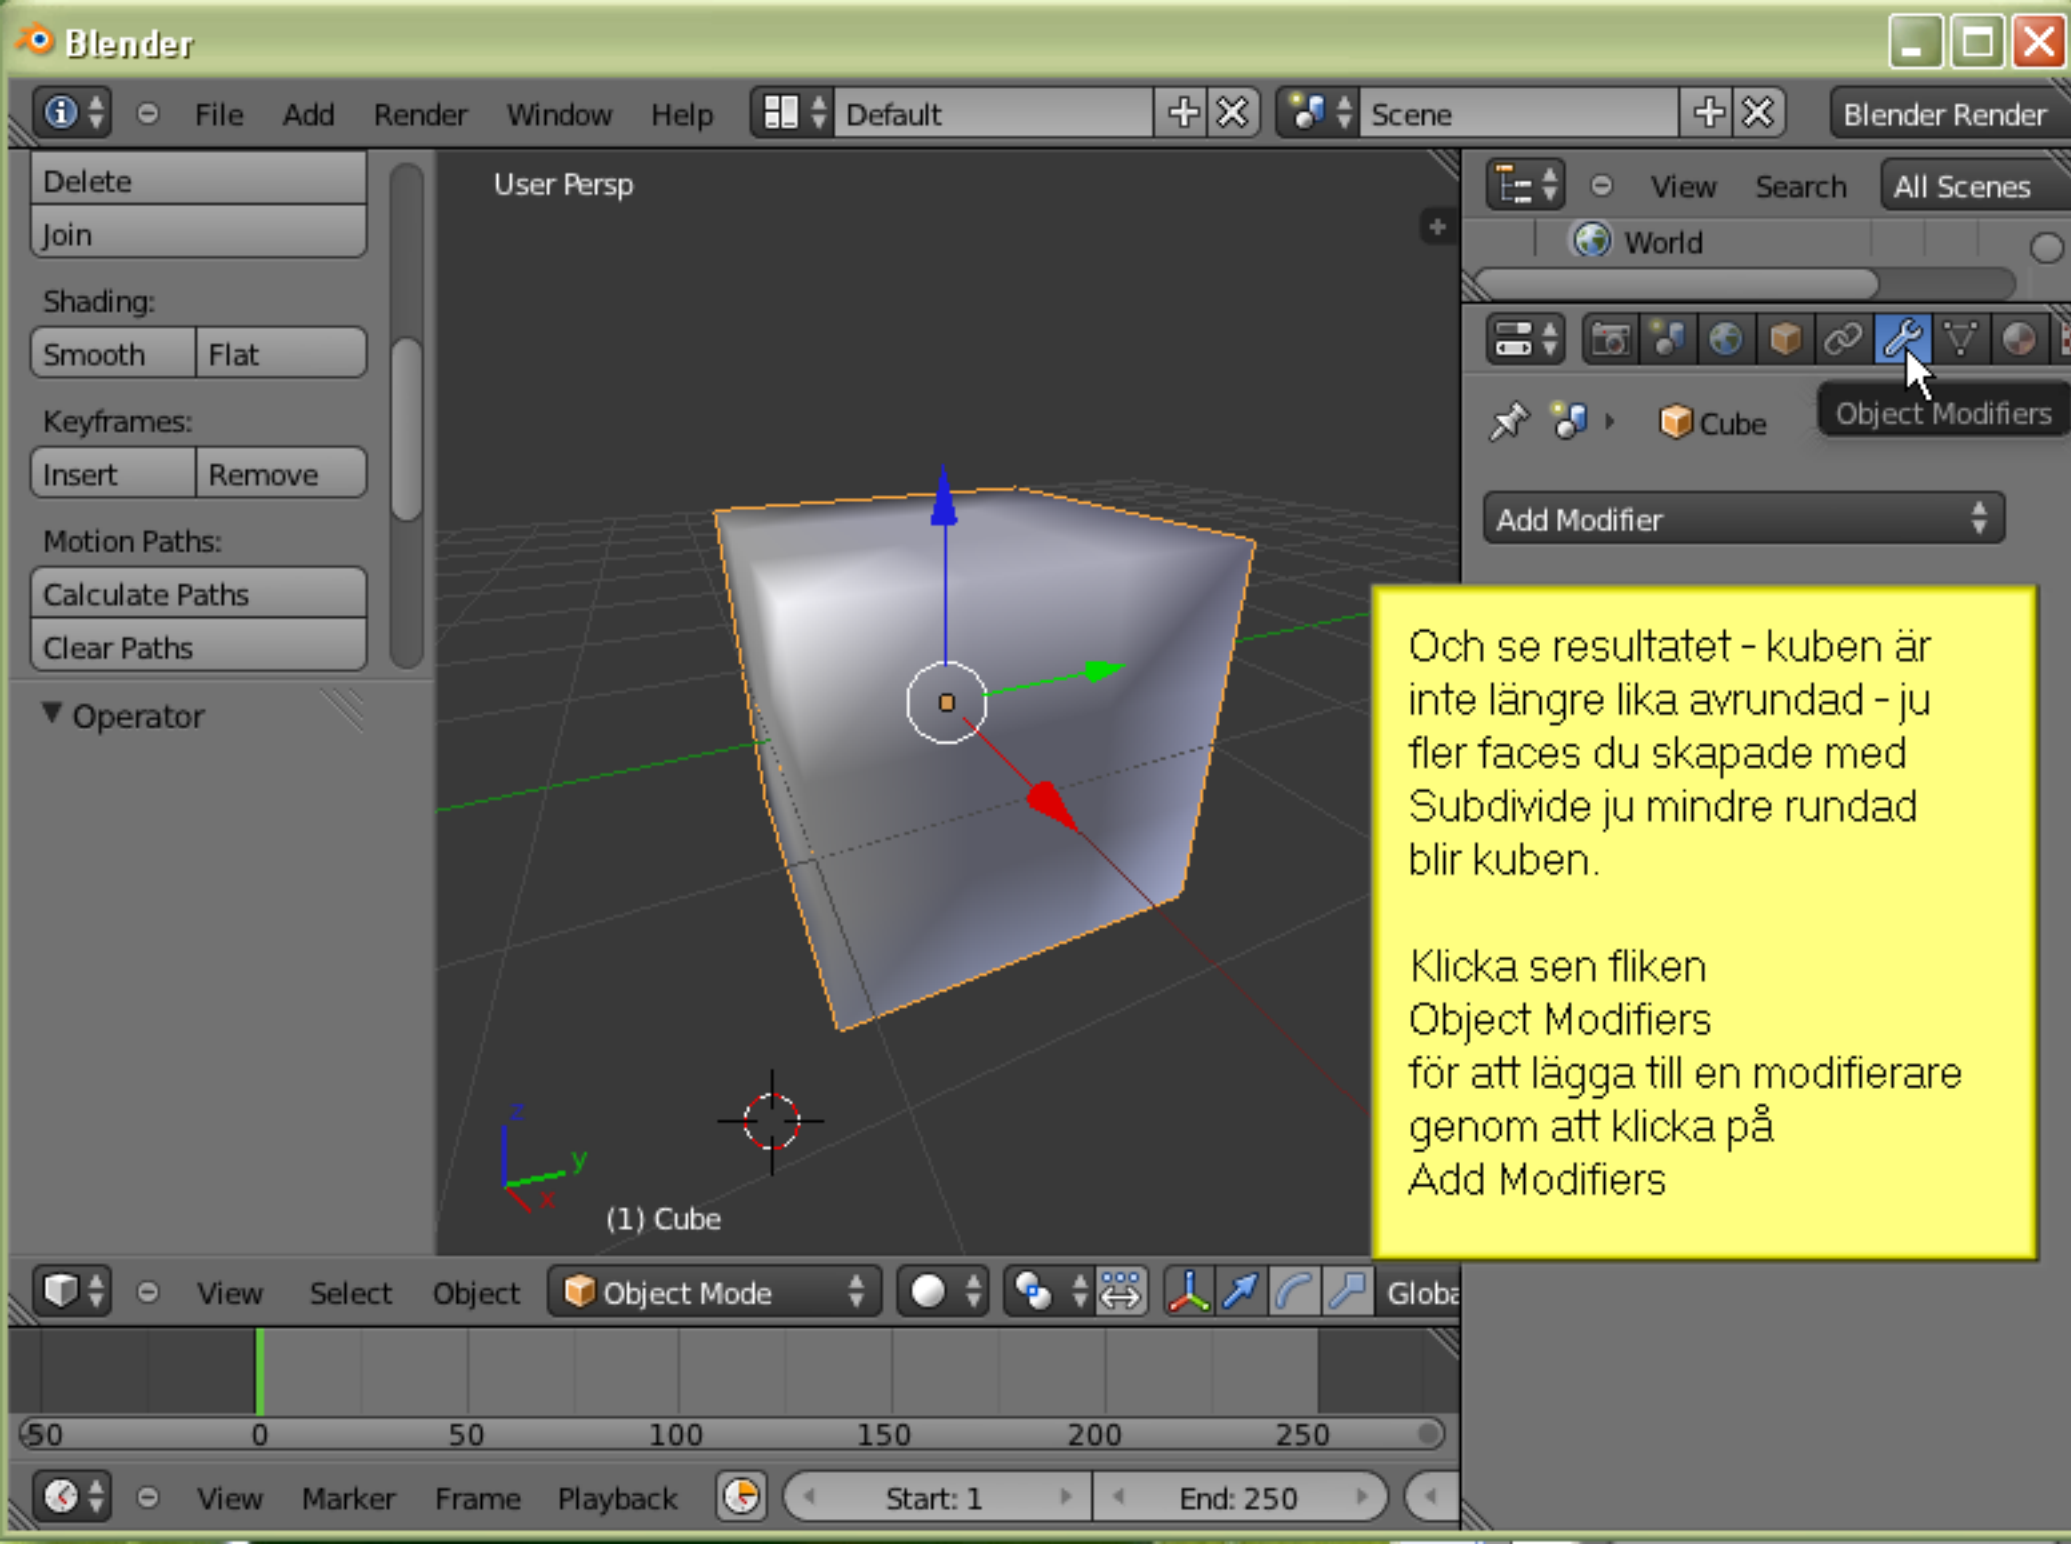 Blender
File Add Render Window Help Default Scene Blender Render
Delete
Join
Shading:
Smooth Flat
Keyframes:
Insert Remove
Motion Paths:
Calculate Paths
Clear Paths
Operator
User Persp
z
y
x
(1) Cube
View Search All Scenes
World
Cube
Object Modifiers
Add Modifier
Och se resultatet - kuben är
inte längre lika avrundad - ju
fler faces du skapade med
Subdivide ju mindre rundad
blir kuben.
Klicka sen fliken
Object Modifiers
för att lägga till en modifierare
genom att klicka på
Add Modifiers
View Select Object Object Mode Globa
-50 0 50 100 150 200 250
View Marker Frame Playback Start: 1 End: 250